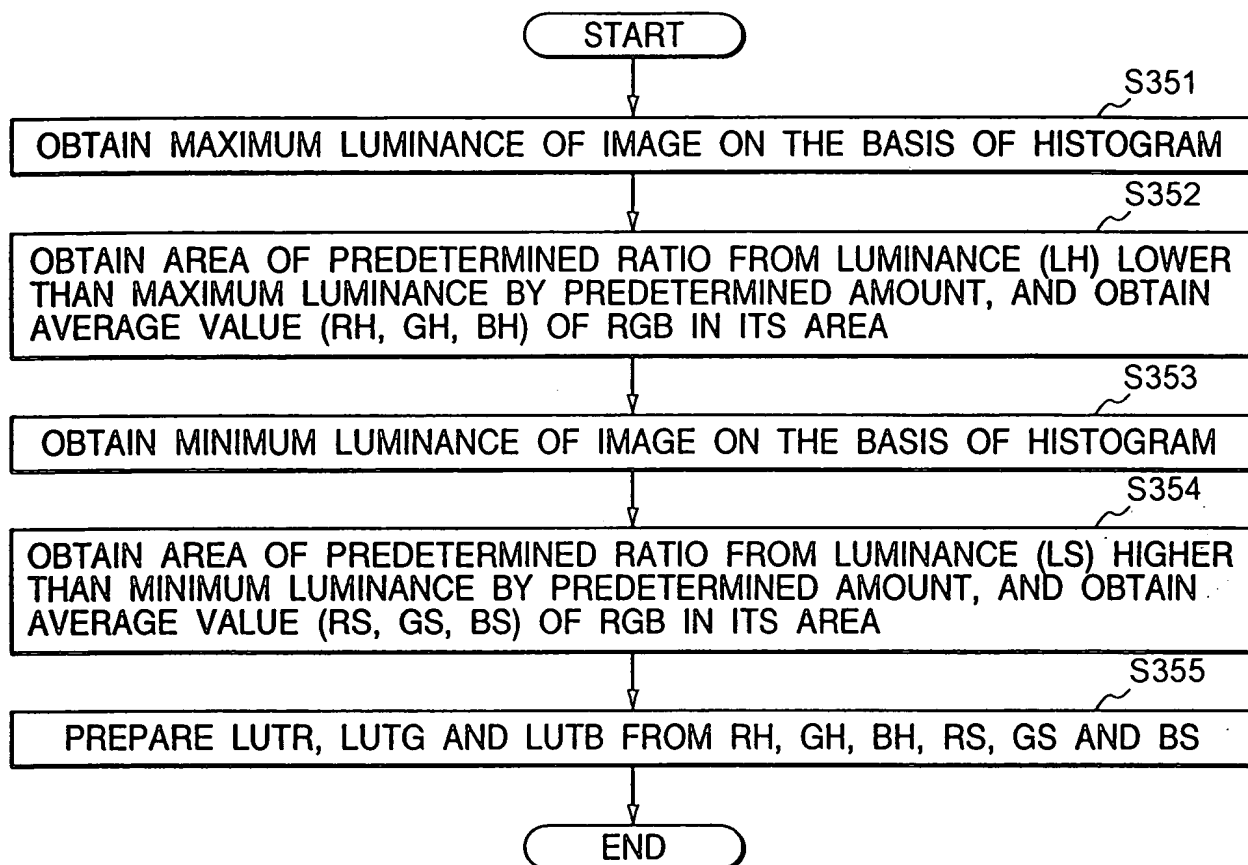 START
S351
OBTAIN MAXIMUM LUMINANCE OF IMAGE ON THE BASIS OF HISTOGRAM
S352
OBTAIN AREA OF PREDETERMINED RATIO FROM LUMINANCE (LH) LOWER
THAN MAXIMUM LUMINANCE BY PREDETERMINED AMOUNT, AND OBTAIN
AVERAGE VALUE (RH, GH, BH) OF RGB IN ITS AREA
S353
OBTAIN MINIMUM LUMINANCE OF IMAGE ON THE BASIS OF HISTOGRAM
S354
OBTAIN AREA OF PREDETERMINED RATIO FROM LUMINANCE (LS) HIGHER
THAN MINIMUM LUMINANCE BY PREDETERMINED AMOUNT, AND OBTAIN
AVERAGE VALUE (RS, GS, BS) OF RGB IN ITS AREA
S355
PREPARE LUTR, LUTG AND LUTB FROM RH, GH, BH, RS, GS AND BS
END